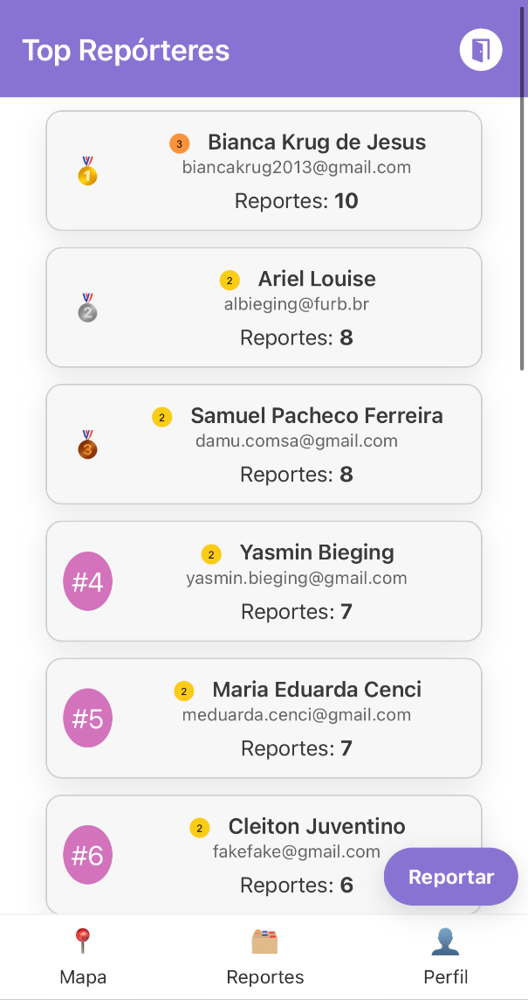 Top Repórteres
1
3 Bianca Krug de Jesus
biancakrug2013@gmail.com
Reportes: 10
2
2 Ariel Louise
albieging@furb.br
Reportes: 8
3
2 Samuel Pacheco Ferreira
damu.comsa@gmail.com
Reportes: 8
#4
2 Yasmin Bieging
yasmin.bieging@gmail.com
Reportes: 7
#5
2 Maria Eduarda Cenci
meduarda.cenci@gmail.com
Reportes: 7
#6
2 Cleiton Juventino
fakefake@gmail.com
Reportes: 6
Reportar
Mapa Reportes Perfil